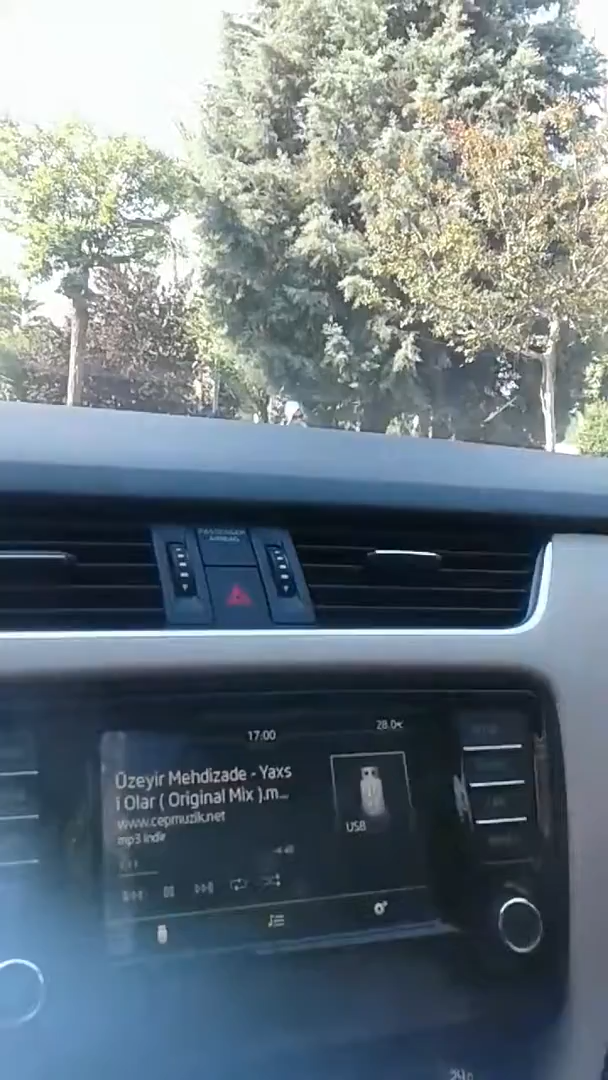 PASSENGER
AIRBAG
17:00
28.0°C
Üzeyir Mehdizade - Yaxs
i Olar ( Original Mix ).m...
www.cepmuzik.net
mp3 indir
USB